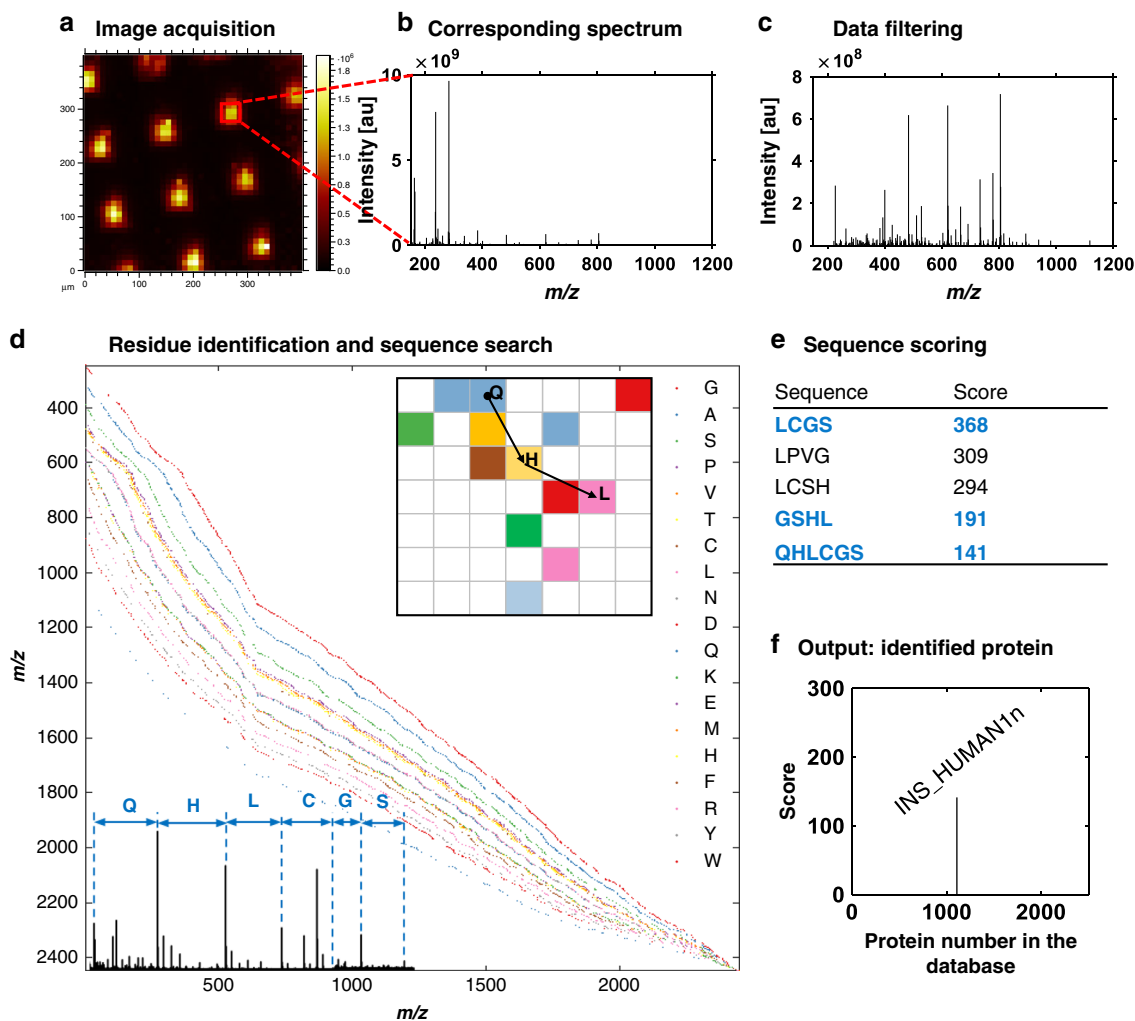 a Image acquisition
×10⁶
1.8
1.5
1.3
1.0
0.8
0.6
0.3
0.0
300
200
100
0
µm
0 100 200 300
b Corresponding spectrum
×10⁹
10
5
0
Intensity [au]
200 400 600 800 1000 1200
m/z
c Data filtering
×10⁸
8
6
4
2
0
Intensity [au]
200 400 600 800 1000 1200
m/z
d Residue identification and sequence search
400
600
800
1000
1200
1400
1600
1800
2000
2200
2400
m/z
500 1000 1500 2000
m/z
Q
H
L
G
A
S
P
V
T
C
L
N
D
Q
K
E
M
H
F
R
Y
W
Q H L C G S
e Sequence scoring
Sequence Score
LCGS 368
LPVG 309
LCSH 294
GSHL 191
QHLCGS 141
f Output: identified protein
300
200
100
0
Score
INS_HUMAN1n
0 1000 2000
Protein number in the
database